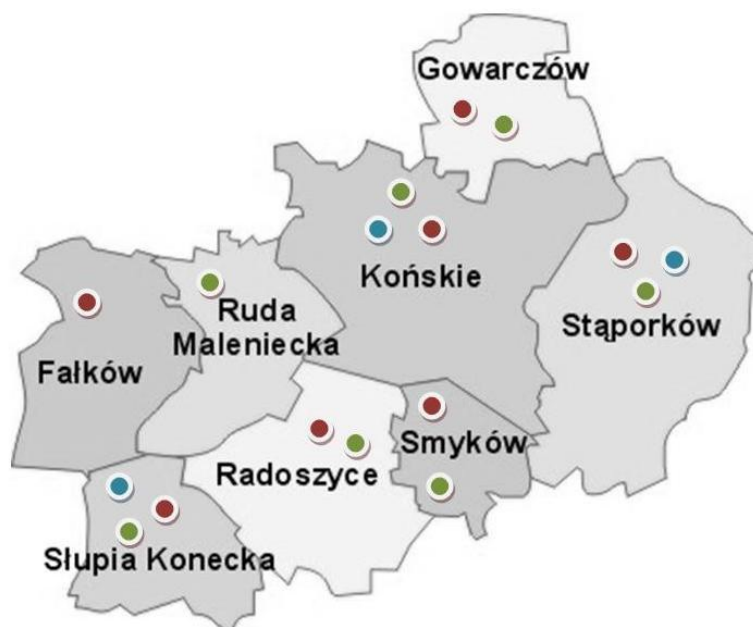 Gowarczów
Końskie
Stąporków
Ruda
Maleniecka
Fałków
Smyków
Radoszyce
Słupia Konecka